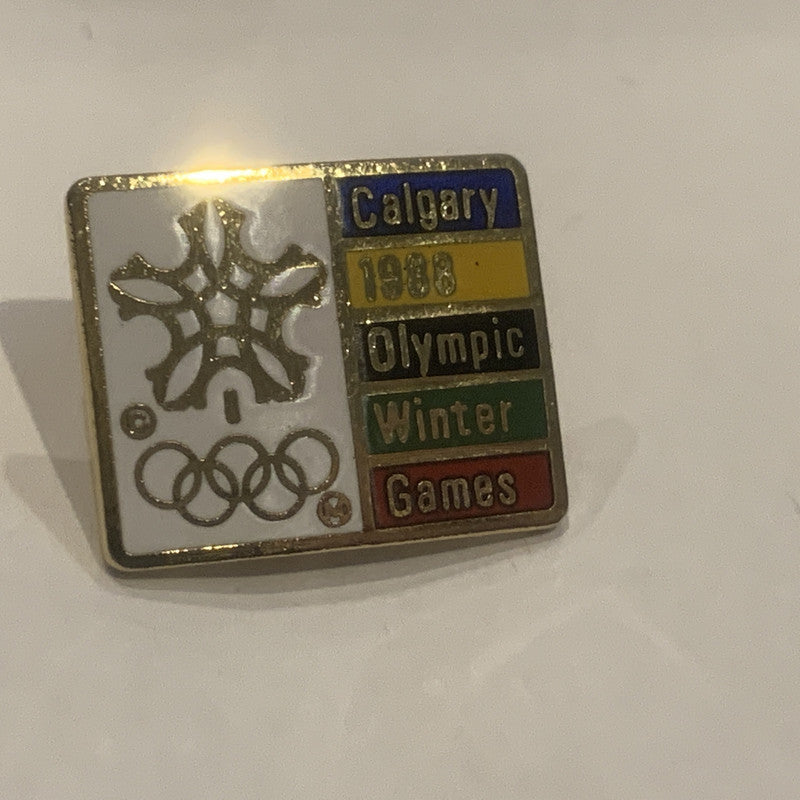 Calgary
1988
Olympic
Winter
Games
©